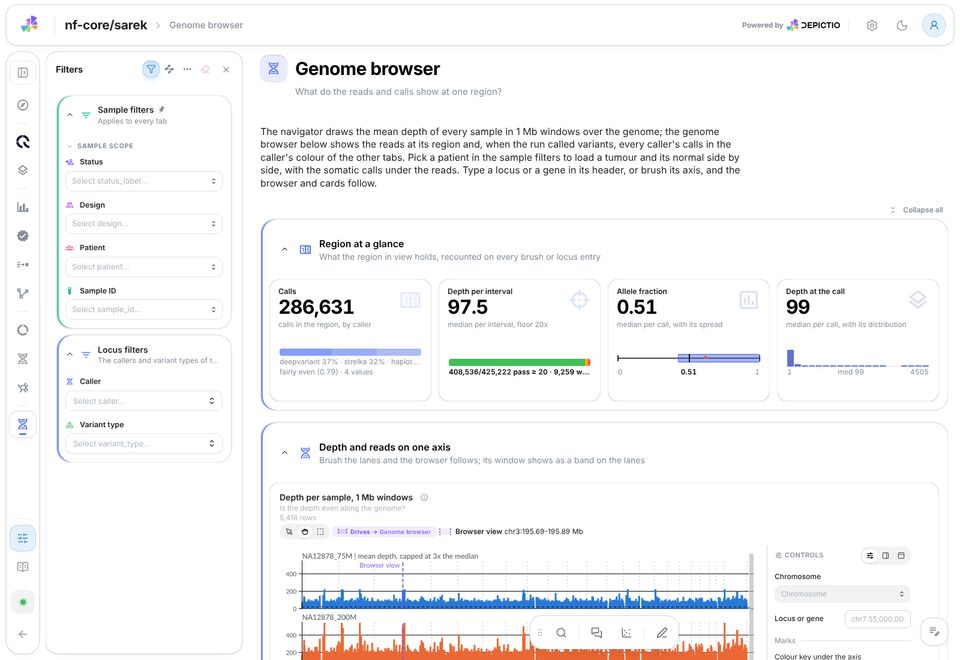 nf-core/sarek
Genome browser
Powered by DEPICTIO
Filters
Sample filters
Applies to every tab
SAMPLE SCOPE
Status
Select status_label...
Design
Select design...
Patient
Select patient...
Sample ID
Select sample_id...
Locus filters
The callers and variant types of t...
Caller
Select caller...
Variant type
Select variant_type...
Genome browser
What do the reads and calls show at one region?
The navigator draws the mean depth of every sample in 1 Mb windows over the genome; the genome
browser below shows the reads at its region and, when the run called variants, every caller's calls in the
caller's colour of the other tabs. Pick a patient in the sample filters to load a tumour and its normal side by
side, with the somatic calls under the reads. Type a locus or a gene in its header, or brush its axis, and the
browser and cards follow.
Collapse all
Region at a glance
What the region in view holds, recounted on every brush or locus entry
Calls
286,631
calls in the region, by caller
deepvariant 37% · strelka 32% · haplot...
fairly even (0.79) · 4 values
Depth per interval
97.5
median per interval, floor 20x
408,536/425,222 pass ≥ 20 · 9,259 w...
Allele fraction
0.51
median per call, with its spread
0 0.51 1
Depth at the call
99
median per call, with its distribution
1 med 99 4505
Depth and reads on one axis
Brush the lanes and the browser follows; its window shows as a band on the lanes
Depth per sample, 1 Mb windows
Is the depth even along the genome?
5,418 rows
Drives → Genome browser
Browser view chr3:195.69-195.89 Mb
NA12878_75M | mean depth, capped at 3x the median
Browser view
400
200
0
NA12878_200M
400
200
CONTROLS
Chromosome
Chromosome
Locus or gene
chr7:55,000,00
Marks
Colour key under the axis